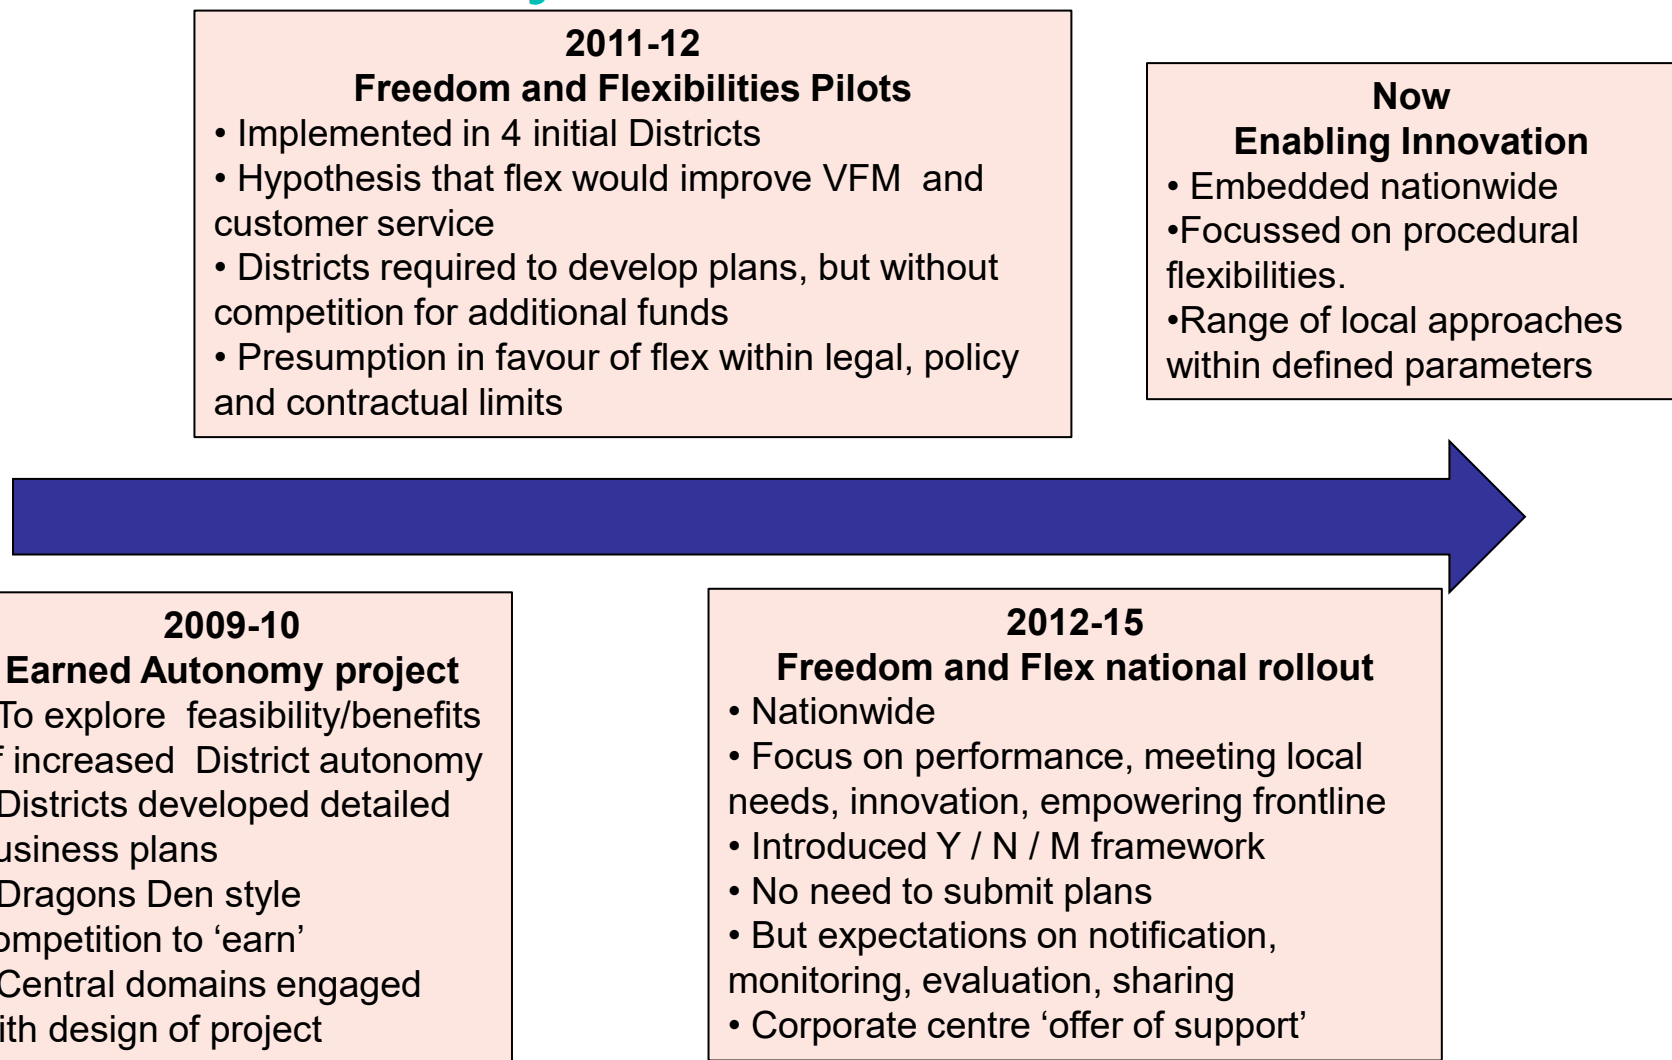 2011-12
Freedom and Flexibilities Pilots
• Implemented in 4 initial Districts
• Hypothesis that flex would improve VFM  and
customer service
• Districts required to develop plans, but without
competition for additional funds
• Presumption in favour of flex within legal, policy
and contractual limits
Now
Enabling Innovation
• Embedded nationwide
•Focussed on procedural
flexibilities.
•Range of local approaches
within defined parameters
2009-10
Earned Autonomy project
To explore  feasibility/benefits
increased  District autonomy
Districts developed detailed
plans
Dragons Den style
to ‘earn’
Central domains engaged
design of project
2012-15
Freedom and Flex national rollout
• Nationwide
• Focus on performance, meeting local
needs, innovation, empowering frontline
• Introduced Y / N / M framework
• No need to submit plans
• But expectations on notification,
monitoring, evaluation, sharing
• Corporate centre ‘offer of support’